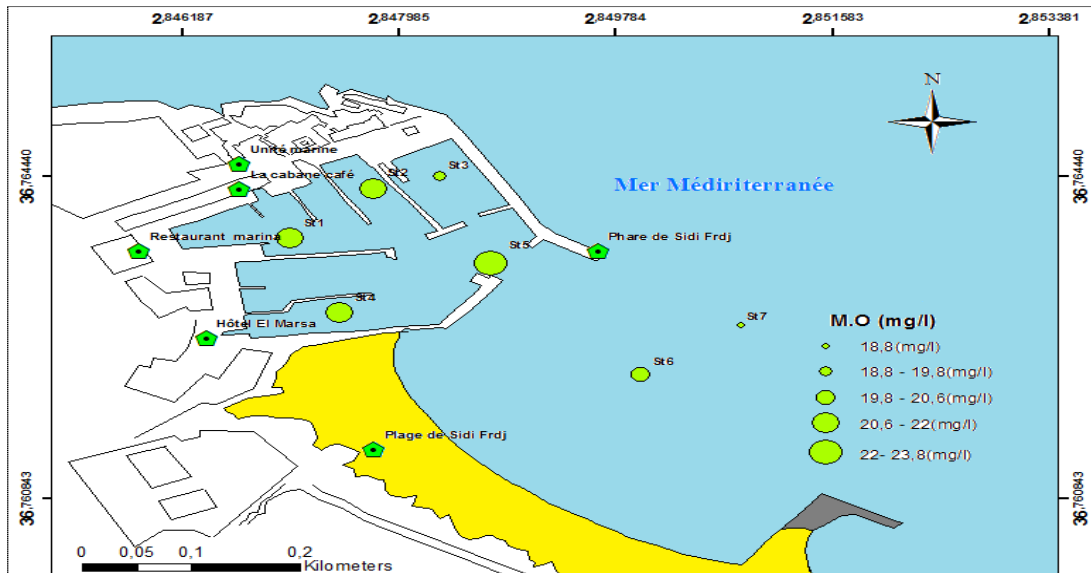 2,846187 2,847985 2,849784 2,851583 2,853381
N
Unité marine
St3
36,764440
La cabane café
St2
36,764440
Mer Méditerranée
St1
Restaurant marina
St5
Phare de Sidi Frdj
St4
St7
M.O (mg/l)
Hôtel El Marsa
18,8(mg/l)
St6
18,8 - 19,8(mg/l)
19,8 - 20,6(mg/l)
20,6 - 22(mg/l)
Plage de Sidi Frdj
22- 23,8(mg/l)
36,760843
36,760843
0 0,05 0,1 0,2
Kilometers